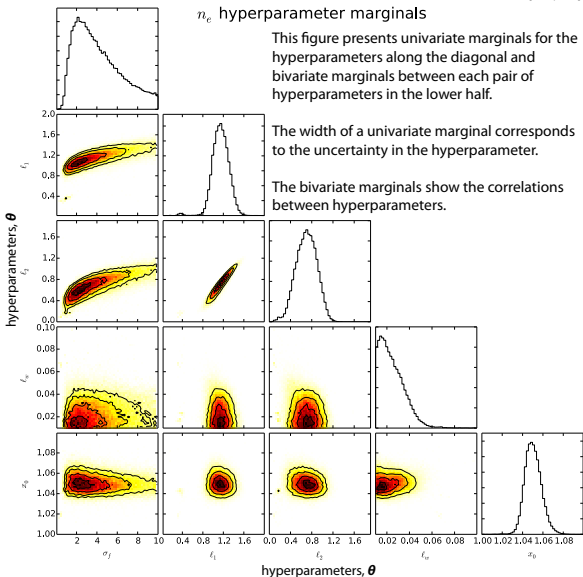 n_e hyperparameter marginals
This figure presents univariate marginals for the
hyperparameters along the diagonal and
bivariate marginals between each pair of
hyperparameters in the lower half.
The width of a univariate marginal corresponds
to the uncertainty in the hyperparameter.
The bivariate marginals show the correlations
between hyperparameters.
hyperparameters, θ
2.0
1.6
1.2
0.8
0.4
ℓ_1
1.6
1.2
0.8
0.4
0.0
ℓ_2
0.10
0.08
0.06
0.04
0.02
ℓ_w
1.08
1.06
1.04
1.02
1.00
x_0
2 4 6 8 10
0.4 0.8 1.2 1.6
0.0 0.4 0.8 1.2 1.6
0.02 0.04 0.06 0.08
1.00 1.02 1.04 1.06 1.08
σ_f ℓ_1 ℓ_2 ℓ_w x_0
hyperparameters, θ